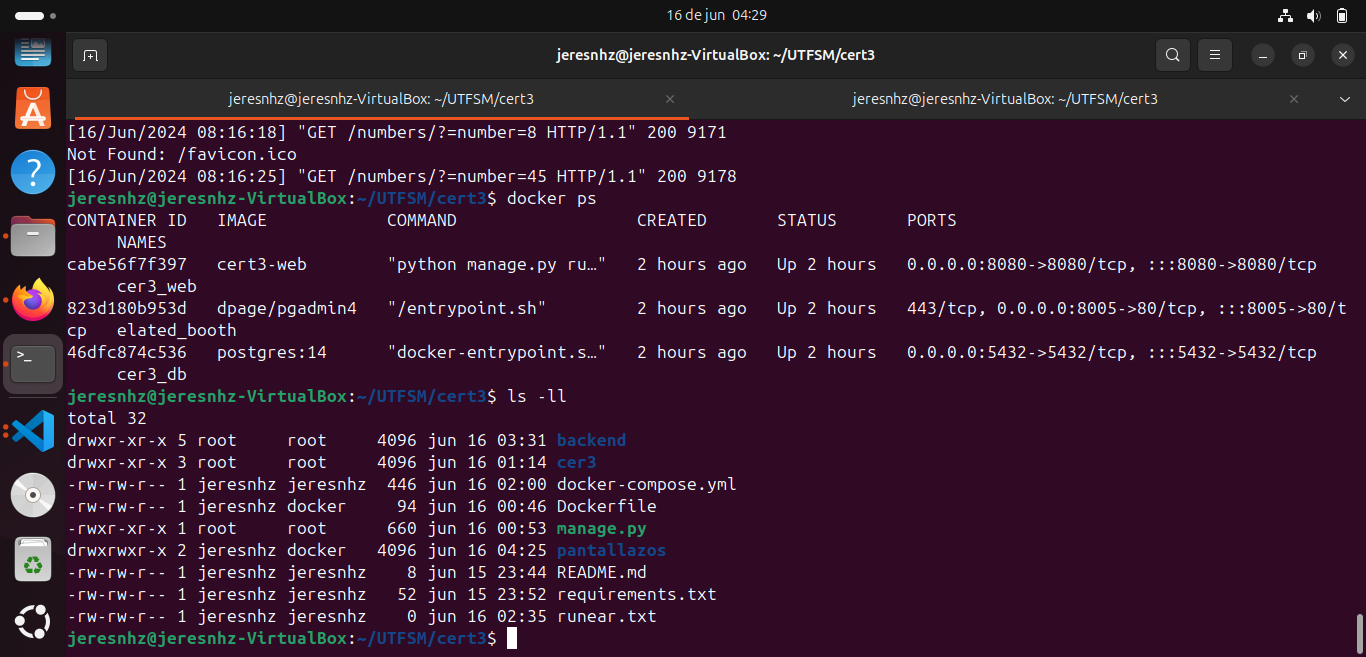 16 de jun  04:29
jeresnhz@jeresnhz-VirtualBox: ~/UTFSM/cert3
jeresnhz@jeresnhz-VirtualBox: ~/UTFSM/cert3
jeresnhz@jeresnhz-VirtualBox: ~/UTFSM/cert3
[16/Jun/2024 08:16:18] "GET /numbers/?=number=8 HTTP/1.1" 200 9171
Not Found: /favicon.ico
[16/Jun/2024 08:16:25] "GET /numbers/?=number=45 HTTP/1.1" 200 9178
jeresnhz@jeresnhz-VirtualBox:~/UTFSM/cert3$ docker ps
CONTAINER ID   IMAGE            COMMAND                  CREATED       STATUS       PORTS
     NAMES
cabe56f7f397   cert3-web        "python manage.py ru…"   2 hours ago   Up 2 hours   0.0.0.0:8080->8080/tcp, :::8080->8080/tcp
     cer3_web
823d180b953d   dpage/pgadmin4   "/entrypoint.sh"         2 hours ago   Up 2 hours   443/tcp, 0.0.0.0:8005->80/tcp, :::8005->80/t
cp   elated_booth
46dfc874c536   postgres:14      "docker-entrypoint.s…"   2 hours ago   Up 2 hours   0.0.0.0:5432->5432/tcp, :::5432->5432/tcp
     cer3_db
jeresnhz@jeresnhz-VirtualBox:~/UTFSM/cert3$ ls -ll
total 32
drwxr-xr-x 5 root     root     4096 jun 16 03:31 backend
drwxr-xr-x 3 root     root     4096 jun 16 01:14 cer3
-rw-rw-r-- 1 jeresnhz jeresnhz  446 jun 16 02:00 docker-compose.yml
-rw-rw-r-- 1 jeresnhz docker     94 jun 16 00:46 Dockerfile
-rwxr-xr-x 1 root     root      660 jun 16 00:53 manage.py
drwxrwxr-x 2 jeresnhz docker   4096 jun 16 04:25 pantallazos
-rw-rw-r-- 1 jeresnhz jeresnhz    8 jun 15 23:44 README.md
-rw-rw-r-- 1 jeresnhz jeresnhz   52 jun 15 23:52 requirements.txt
-rw-rw-r-- 1 jeresnhz jeresnhz    0 jun 16 02:35 runear.txt
jeresnhz@jeresnhz-VirtualBox:~/UTFSM/cert3$